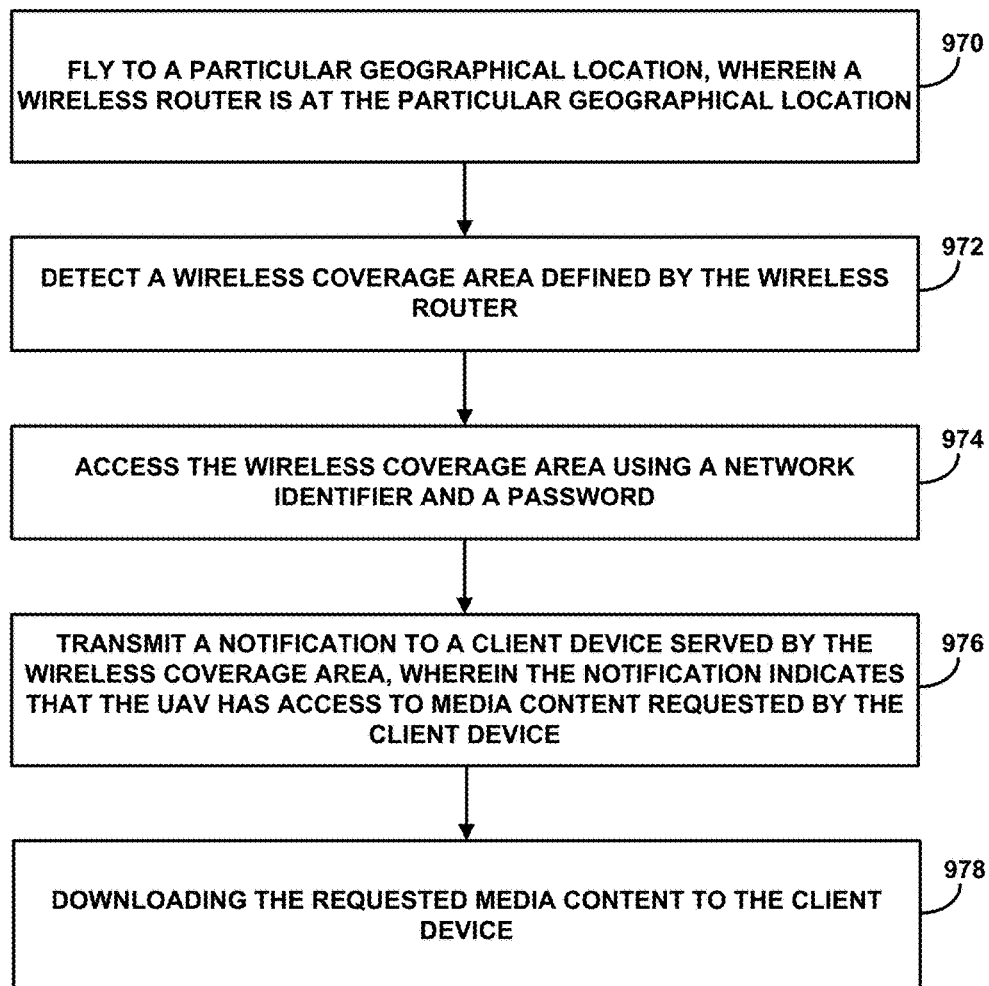 970
FLY TO A PARTICULAR GEOGRAPHICAL LOCATION, WHEREIN A
WIRELESS ROUTER IS AT THE PARTICULAR GEOGRAPHICAL LOCATION
972
DETECT A WIRELESS COVERAGE AREA DEFINED BY THE WIRELESS
ROUTER
974
ACCESS THE WIRELESS COVERAGE AREA USING A NETWORK
IDENTIFIER AND A PASSWORD
976
TRANSMIT A NOTIFICATION TO A CLIENT DEVICE SERVED BY THE
WIRELESS COVERAGE AREA, WHEREIN THE NOTIFICATION INDICATES
THAT THE UAV HAS ACCESS TO MEDIA CONTENT REQUESTED BY THE
CLIENT DEVICE
978
DOWNLOADING THE REQUESTED MEDIA CONTENT TO THE CLIENT
DEVICE